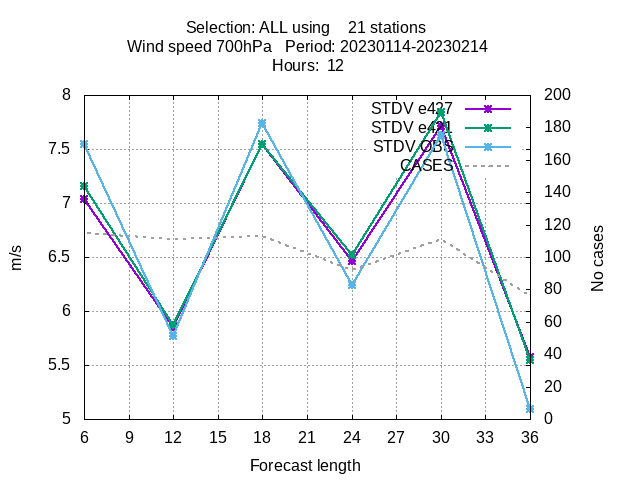 Selection: ALL using 21 stations
Wind speed 700hPa Period: 20230114-20230214
Hours: 12
8
7.5
7
6.5
6
5.5
5
m/s
STDV e427
STDV OBS
CASES
200
180
160
140
120
100
80
60
40
20
0
No cases
6 9 12 15 18 21 24 27 30 33 36
Forecast length